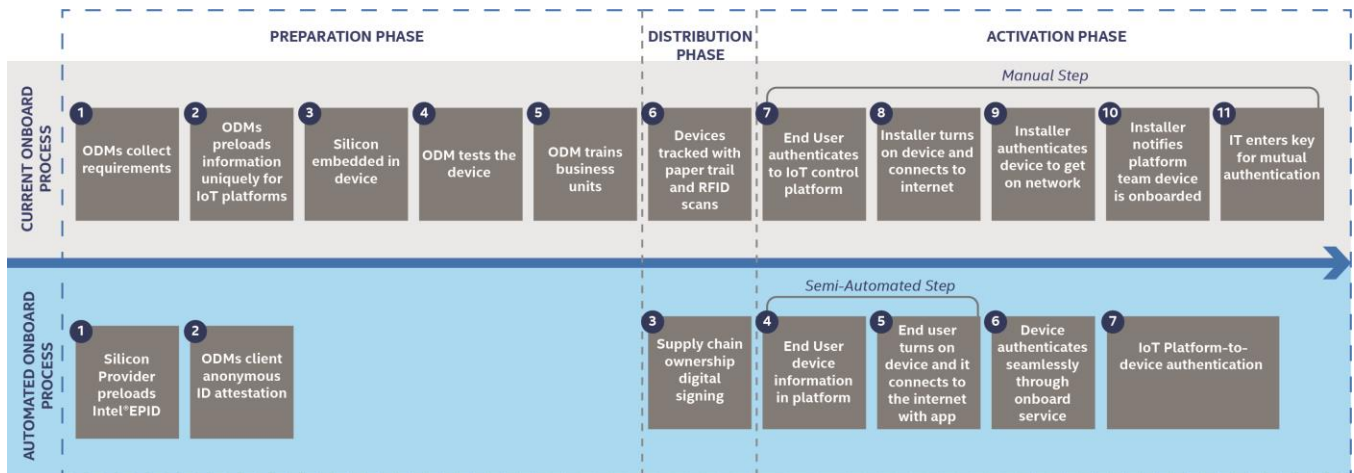 PREPARATION PHASE
DISTRIBUTION
PHASE
ACTIVATION PHASE
CURRENT ONBOARD
PROCESS
Manual Step
1
ODMs collect
requirements
2
ODMs
preloads
information
uniquely for
IoT platforms
3
Silicon
embedded in
device
4
ODM tests the
device
5
ODM trains
business
units
6
Devices
tracked with
paper trail
and RFID
scans
7
End User
authenticates
to IoT control
platform
8
Installer turns
on device and
connects to
internet
9
Installer
authenticates
device to get
on network
10
Installer
notifies
platform
team device
is onboarded
11
IT enters key
for mutual
authentication
AUTOMATED ONBOARD
PROCESS
Semi-Automated Step
1
Silicon
Provider
preloads
Intel®EPID
2
ODMs client
anonymous
ID attestation
3
Supply chain
ownership
digital
signing
4
End User
device
information
in platform
5
End user
turns on
device and it
connects to
the internet
with app
6
Device
authenticates
seamlessly
through
onboard
service
7
IoT Platform-to-
device authentication